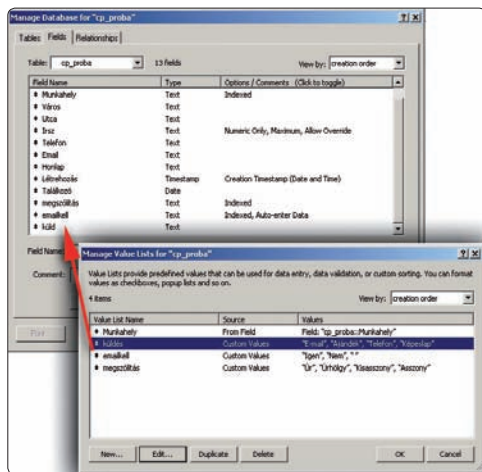 Manage Database for "cp_proba"
Tables Fields Relationships
Table: cp_proba 13 fields View by: creation order
Field Name Type Options / Comments (Click to toggle)
Munkahely Text Indexed
Város Text
Utca Text
Irsz Text Numeric Only, Maximum, Allow Override
Telefon Text
Email Text
Honlap Text
Létrehozás Timestamp Creation Timestamp (Date and Time)
Találkozó Date
megszólítás Text Indexed
emailkell Text Indexed, Auto-enter Data
küld Text
Field Name:
Comment:
Print
Manage Value Lists for "cp_proba"
Value Lists provide predefined values that can be used for data entry, data validation, or custom sorting. You can format
values as checkboxes, popup lists and so on.
4 items View by: creation order
Value List Name Source Values
Munkahely From Field Field: "cp_proba::Munkahely"
küldés Custom Values "E-mail", "Ajándék", "Telefon", "Képeslap"
emailkell Custom Values "Igen", "Nem", " "
megszólítás Custom Values "Úr", "Úrhölgy", "Kisasszony", "Asszony"
New... Edit... Duplicate Delete OK Cancel